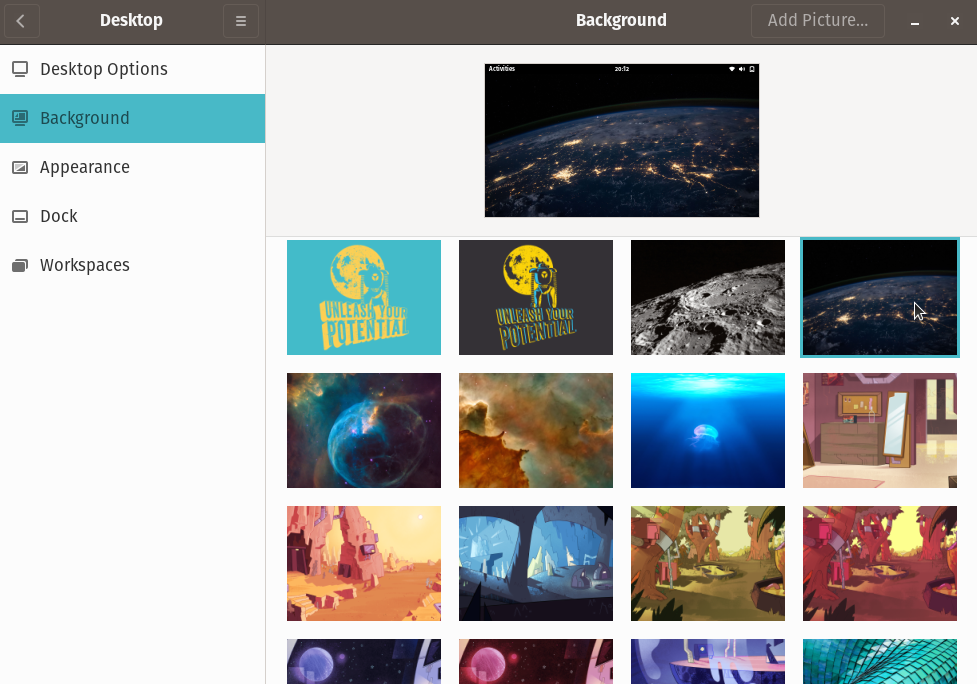 Desktop
Background
Add Picture...
Desktop Options
Background
Appearance
Dock
Workspaces
Activities
20:12
UNLEASH YOUR
POTENTIAL
UNLEASH YOUR
POTENTIAL